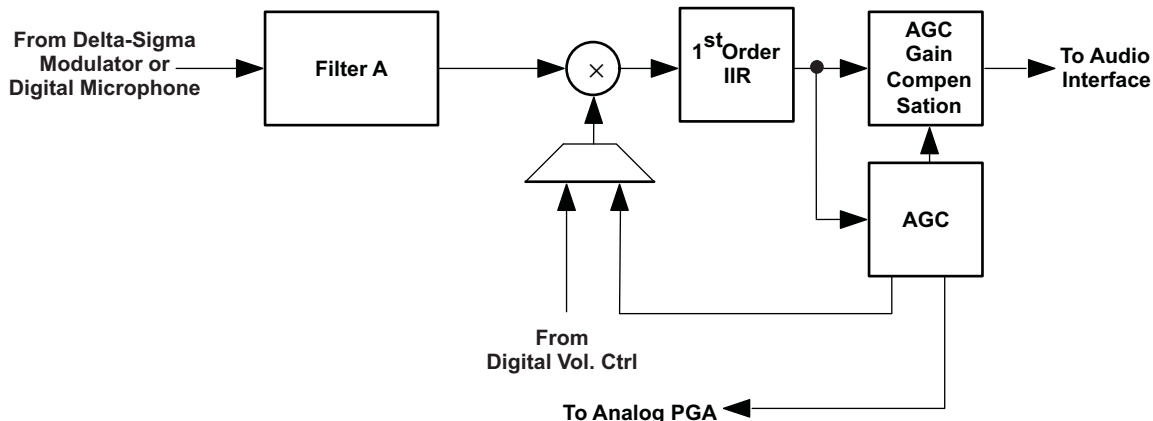 From Delta-Sigma
Modulator or
Digital Microphone
Filter A
×
1st Order
IIR
AGC
Gain
Compen
Sation
To Audio
Interface
AGC
From
Digital Vol. Ctrl
To Analog PGA